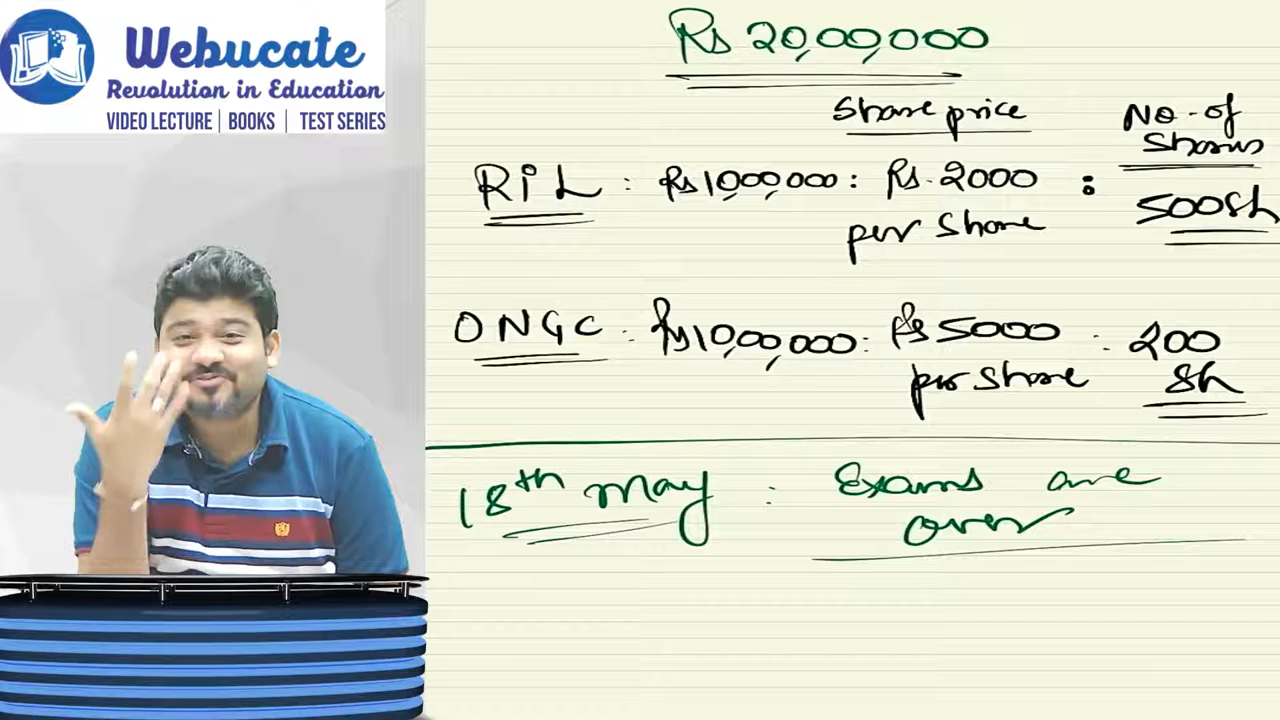 Webucate
Revolution in Education
VIDEO LECTURE | BOOKS | TEST SERIES
Rs 20,00,000
Share price
No. of
Shares
RIL : Rs 10,00,000 : Rs. 2000 : 500 Sh
per share
ONGC : Rs 10,00,000 : Rs 5000 : 200
per share Sh
18th may : Exams are
over